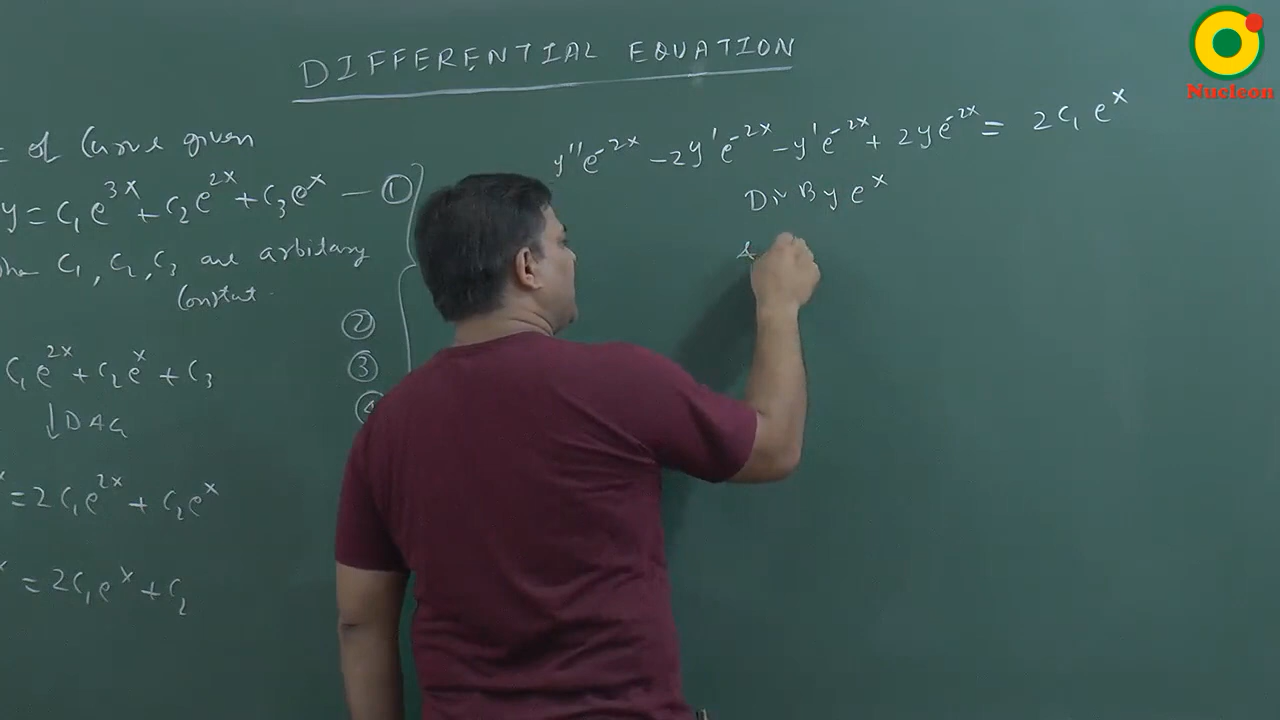 DIFFERENTIAL EQUATION
Nucleon
of Curve given
y = C₁e^{3x} + C₂e^{2x} + C₃e^{x} — ①
C₁, C₂, C₃ are arbitary
Constant.
②
③
C₁e^{2x} + C₂e^{x} + C₃
↓ DAG
= 2C₁e^{2x} + C₂e^{x}
= 2C₁e^{x} + C₂
y''e^{-2x} - 2y'e^{-2x} - y'e^{-2x} + 2ye^{-2x} = 2C₁e^{x}
Div By e^{x}
&